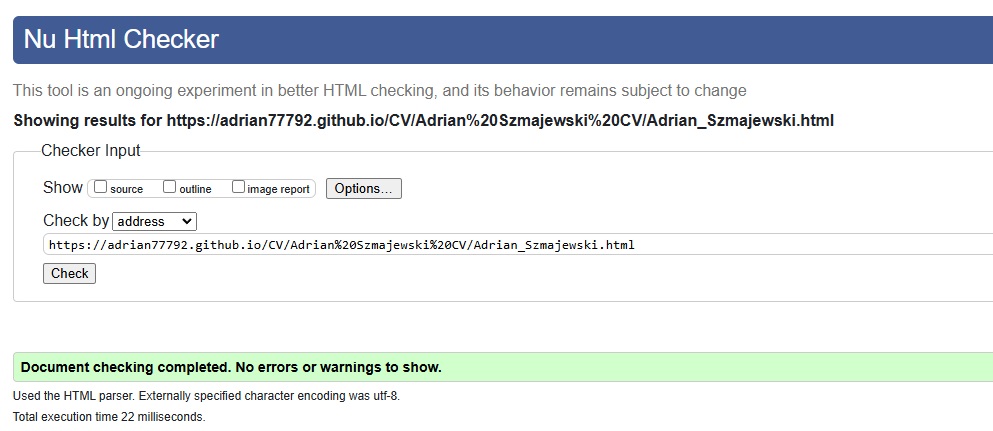 Nu Html Checker
This tool is an ongoing experiment in better HTML checking, and its behavior remains subject to change
Showing results for https://adrian77792.github.io/CV/Adrian%20Szmajewski%20CV/Adrian_Szmajewski.html
Checker Input
Show source outline image report Options...
Check by address
https://adrian77792.github.io/CV/Adrian%20Szmajewski%20CV/Adrian_Szmajewski.html
Check
Document checking completed. No errors or warnings to show.
Used the HTML parser. Externally specified character encoding was utf-8.
Total execution time 22 milliseconds.